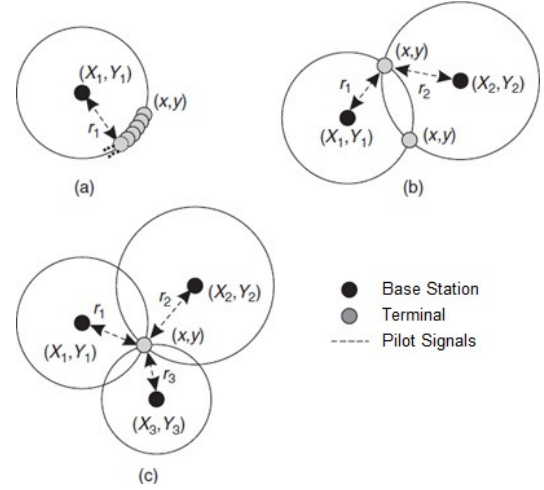 (X₁,Y₁)
r₁
(x,y)
(a)
(x,y)
r₁
r₂
(X₂,Y₂)
(X₁,Y₁)
(x,y)
(b)
r₁
r₂
(X₂,Y₂)
(x,y)
(X₁,Y₁)
r₃
(X₃,Y₃)
(c)
Base Station
Terminal
Pilot Signals